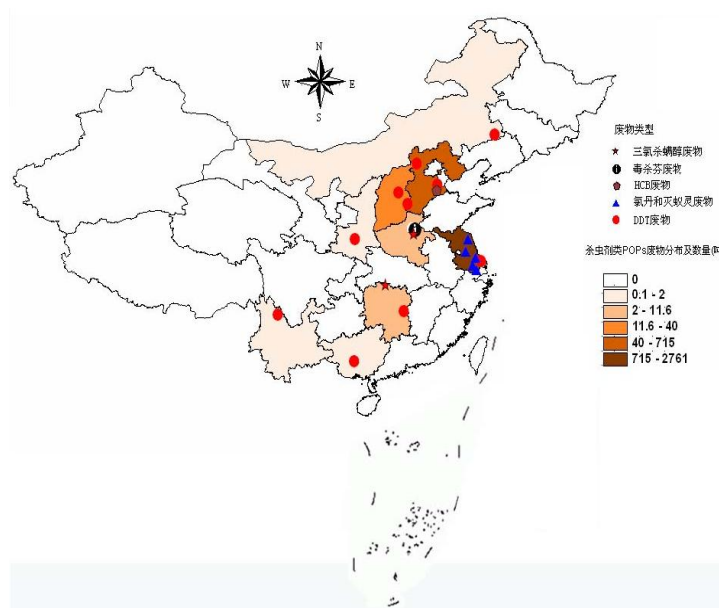 N
W
E
S
废物类型
三氯杀螨醇废物
毒杀芬废物
HCB废物
氯丹和灭蚁灵废物
DDT废物
杀虫剂类POPs废物分布及数量(
0
0.1 - 2
2 - 11.6
11.6 - 40
40 - 715
715 - 2761